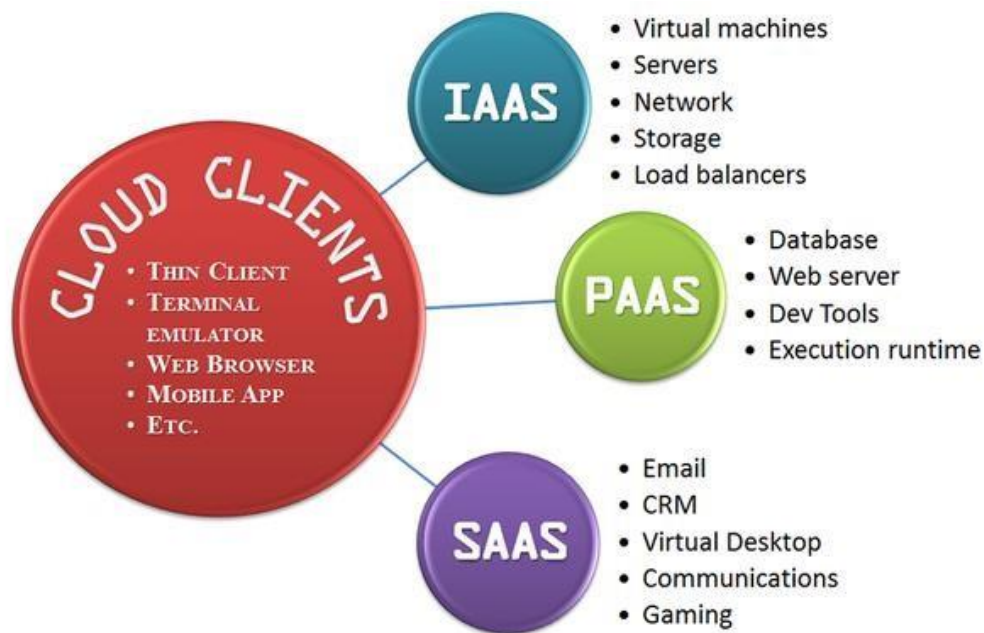 CLOUD CLIENTS
• THIN CLIENT
• TERMINAL
EMULATOR
• WEB BROWSER
• MOBILE APP
• ETC.
IAAS
• Virtual machines
• Servers
• Network
• Storage
• Load balancers
PAAS
• Database
• Web server
• Dev Tools
• Execution runtime
SAAS
• Email
• CRM
• Virtual Desktop
• Communications
• Gaming